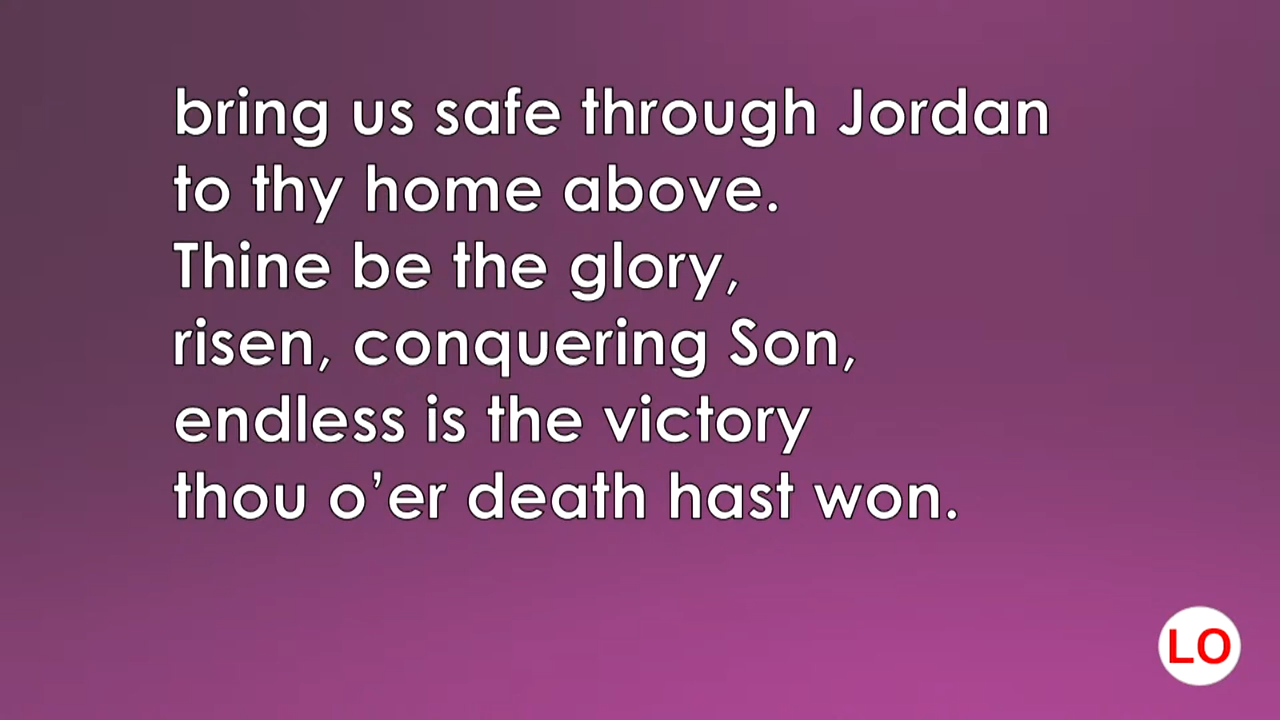 bring us safe through Jordan
to thy home above.
Thine be the glory,
risen, conquering Son,
endless is the victory
thou o’er death hast won.
LO